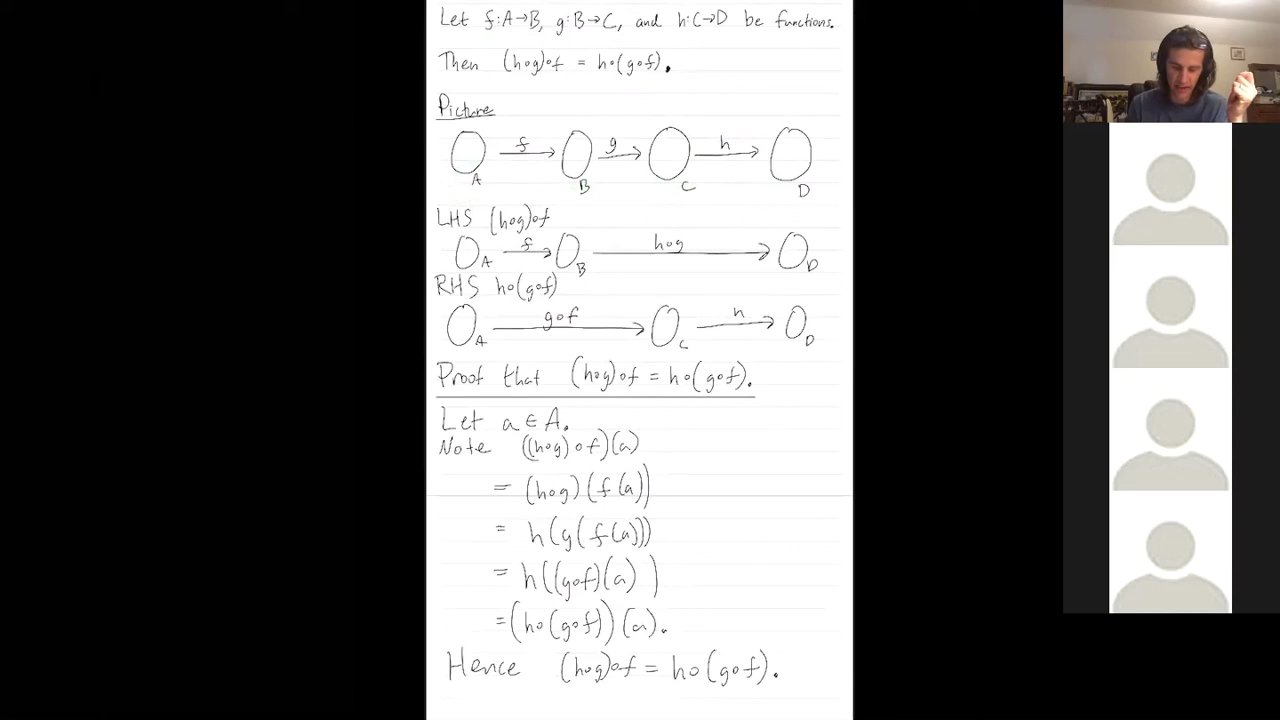 Let f:A→B, g:B→C, and h:C→D be functions.
Then (h∘g)∘f = h∘(g∘f).
Picture
f g h
A B C D
LHS (h∘g)∘f
f h∘g
A B D
RHS h∘(g∘f)
g∘f h
A C D
Proof that (h∘g)∘f = h∘(g∘f).
Let a ∈ A.
Note ((h∘g)∘f)(a)
= (h∘g)(f(a))
= h(g(f(a)))
= h((g∘f)(a))
= (h∘(g∘f))(a).
Hence (h∘g)∘f = h∘(g∘f).